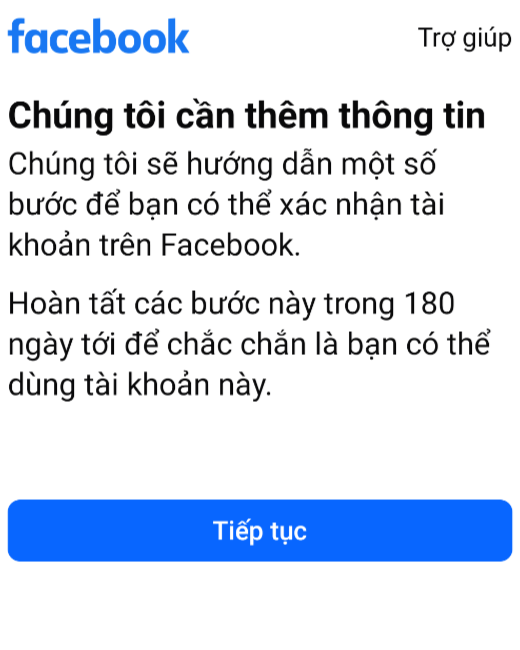 facebook
Trợ giúp
Chúng tôi cần thêm thông tin
Chúng tôi sẽ hướng dẫn một số
bước để bạn có thể xác nhận tài
khoản trên Facebook.
Hoàn tất các bước này trong 180
ngày tới để chắc chắn là bạn có thể
dùng tài khoản này.
Tiếp tục